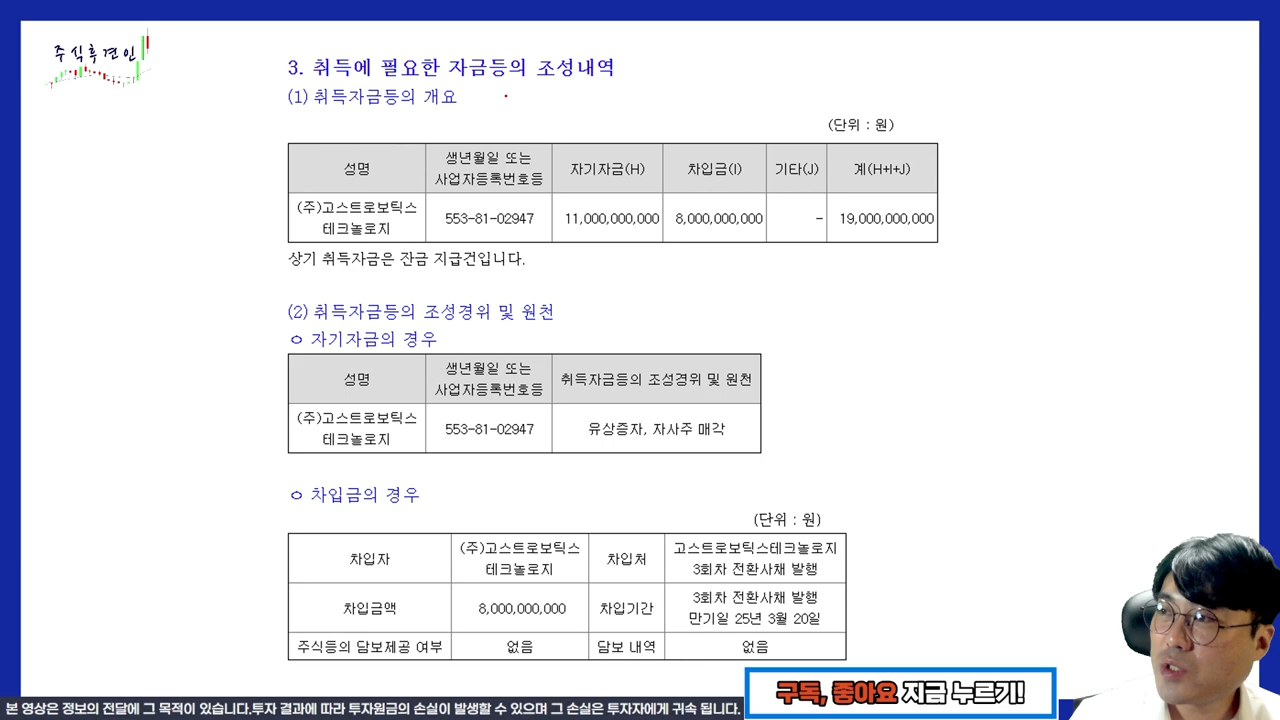 주식후견인
3. 취득에 필요한 자금등의 조성내역
(1) 취득자금등의 개요
(단위 : 원)
성명 생년월일 또는 사업자등록번호등 자기자금(H) 차입금(I) 기타(J) 계(H+I+J)
(주)고스트로보틱스 테크놀로지 553-81-02947 11,000,000,000 8,000,000,000 - 19,000,000,000
상기 취득자금은 잔금 지급건입니다.
(2) 취득자금등의 조성경위 및 원천
ㅇ 자기자금의 경우
성명 생년월일 또는 사업자등록번호등 취득자금등의 조성경위 및 원천
(주)고스트로보틱스 테크놀로지 553-81-02947 유상증자, 자사주 매각
ㅇ 차입금의 경우
(단위 : 원)
차입자 (주)고스트로보틱스 테크놀로지 차입처 고스트로보틱스테크놀로지 3회차 전환사채 발행
차입금액 8,000,000,000 차입기간 3회차 전환사채 발행 만기일 25년 3월 20일
주식등의 담보제공 여부 없음 담보 내역 없음
구독, 좋아요 지금 누르기!
본 영상은 정보의 전달에 그 목적이 있습니다.투자 결과에 따라 투자원금의 손실이 발생할 수 있으며 그 손실은 투자자에게 귀속 됩니다.